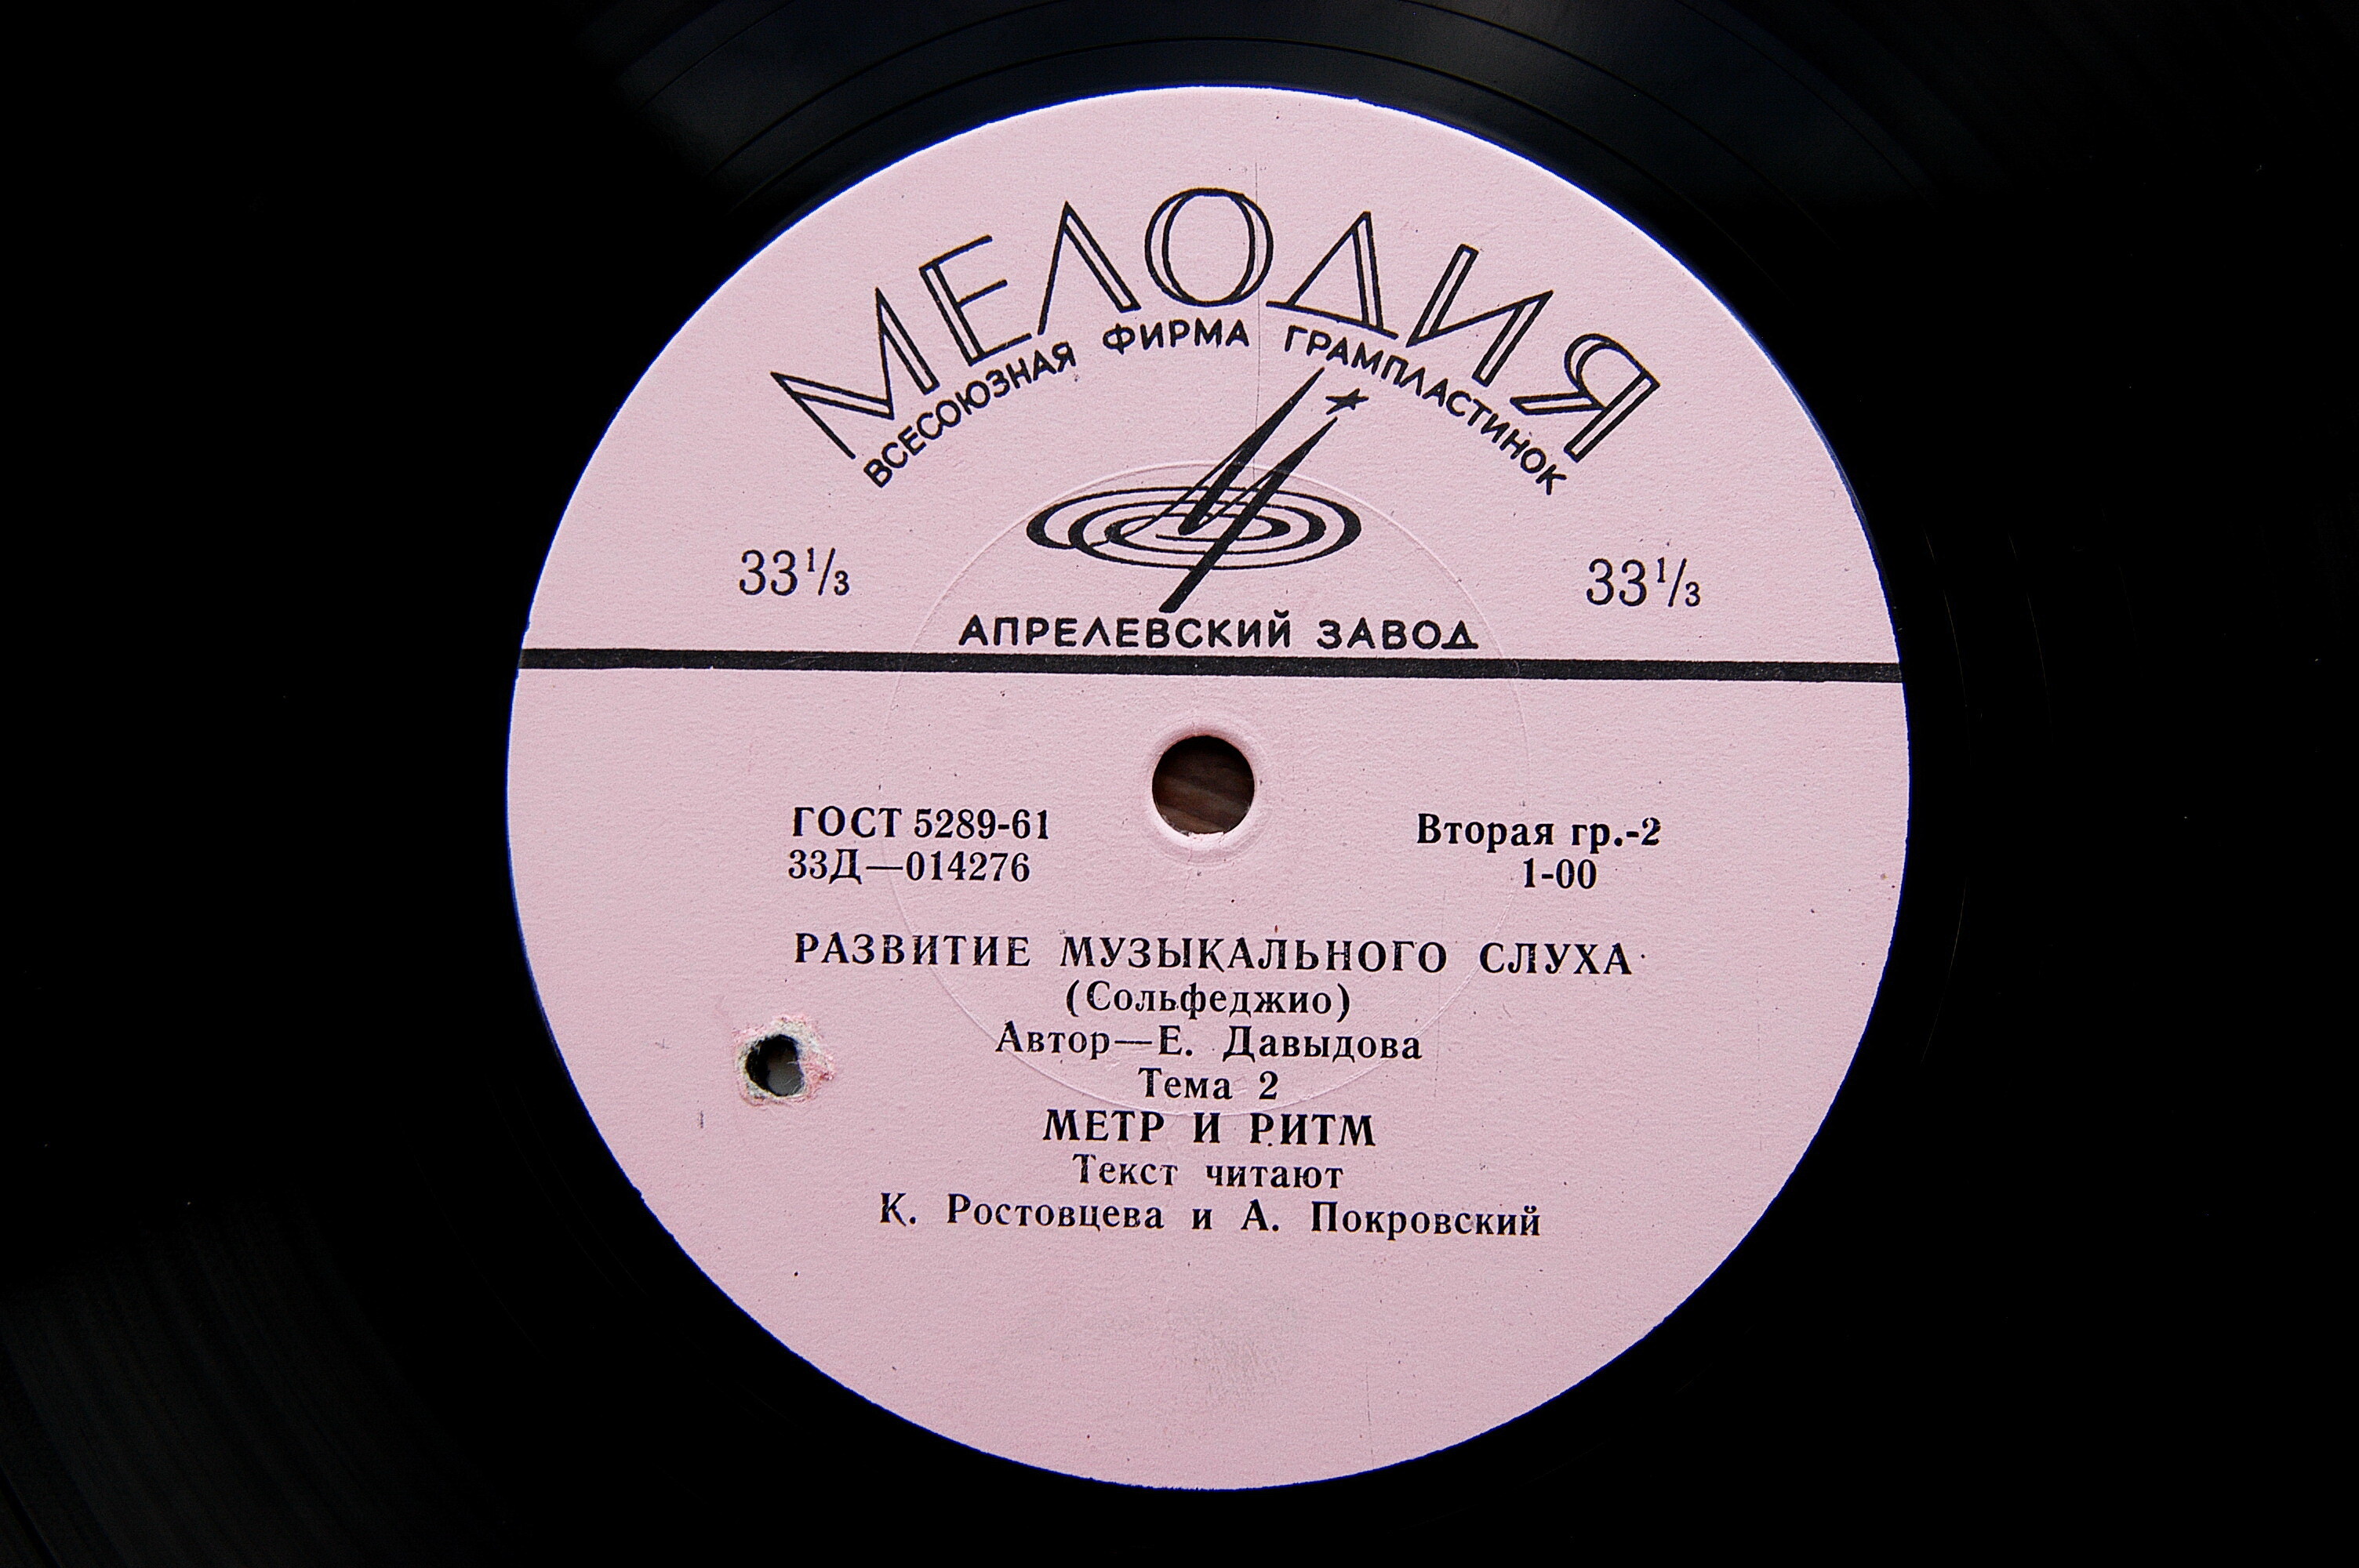 МЕЛОДИЯ
ВСЕСОЮЗНАЯ ФИРМА ГРАМПЛАСТИНОК
33⅓ 33⅓
АПРЕЛЕВСКИЙ ЗАВОД
ГОСТ 5289-61 Вторая гр.-2
33Д—014276 1-00
РАЗВИТИЕ МУЗЫКАЛЬНОГО СЛУХА
(Сольфеджио)
Автор—Е. Давыдова
Тема 2
МЕТР И РИТМ
Текст читают
К. Ростовцева и А. Покровский